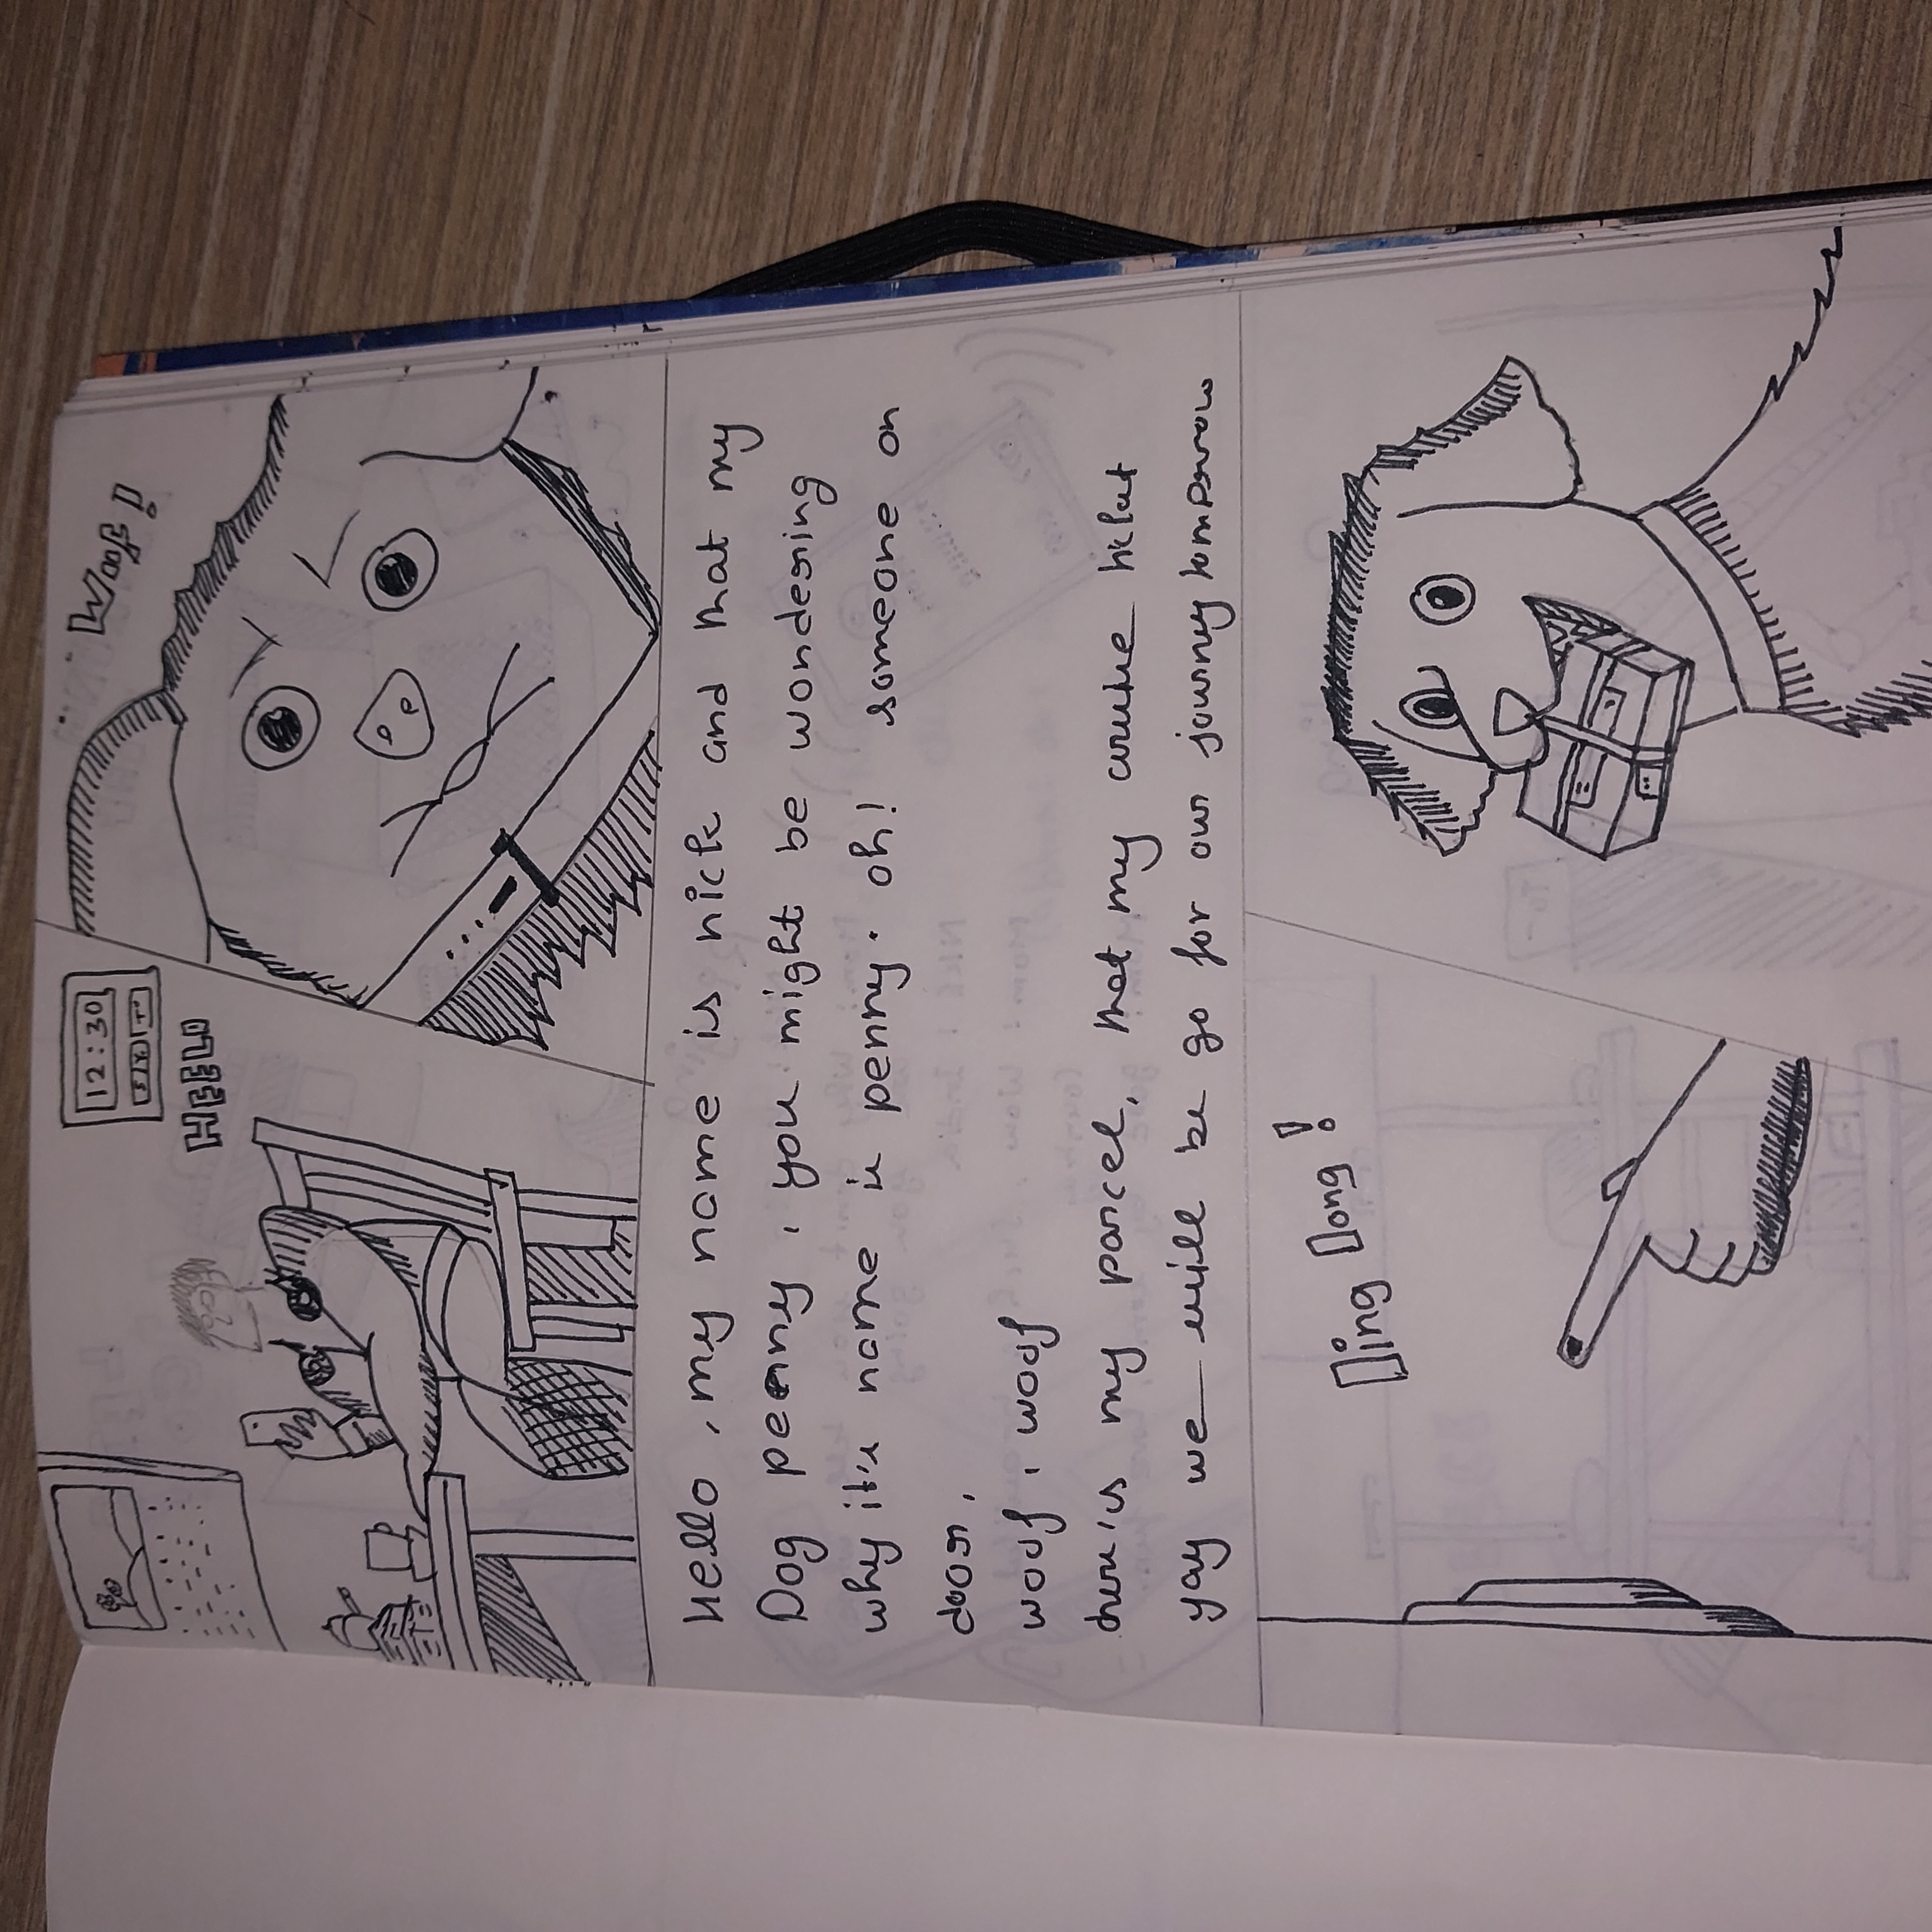 12:30
HEELO
Woof!
Hello, my name is nick and that my
Dog penny, you might be wondering
why it's name is penny. oh! someone on
door,
woof, woof
there's my parcel, that my ticket
yay we will be go for our journey tomorrow
Ding Dong!